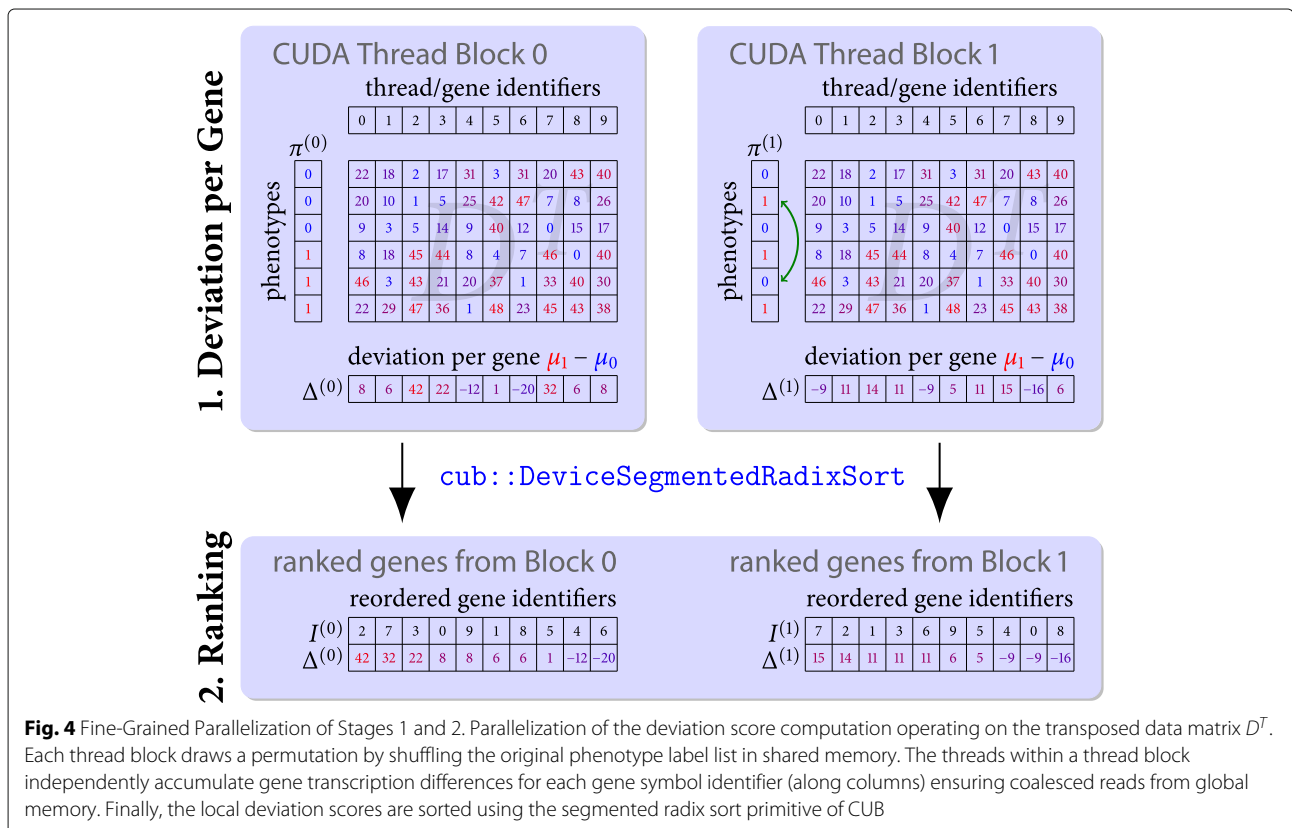 CUDA Thread Block 0
thread/gene identifiers
0 1 2 3 4 5 6 7 8 9
π(0)
phenotypes
0 22 18 2 17 31 3 31 20 43 40
0 20 10 1 5 25 42 47 7 8 26
0 9 3 5 14 9 40 12 0 15 17
1 8 18 45 44 8 4 7 46 0 40
1 46 3 43 21 20 37 1 33 40 30
1 22 29 47 36 1 48 23 45 43 38
D^T
deviation per gene μ1 – μ0
Δ(0) 8 6 42 22 –12 1 –20 32 6 8
CUDA Thread Block 1
thread/gene identifiers
0 1 2 3 4 5 6 7 8 9
π(1)
phenotypes
0 22 18 2 17 31 3 31 20 43 40
1 20 10 1 5 25 42 47 7 8 26
0 9 3 5 14 9 40 12 0 15 17
1 8 18 45 44 8 4 7 46 0 40
0 46 3 43 21 20 37 1 33 40 30
1 22 29 47 36 1 48 23 45 43 38
D^T
deviation per gene μ1 – μ0
Δ(1) –9 11 14 11 –9 5 11 15 –16 6
1. Deviation per Gene
cub::DeviceSegmentedRadixSort
2. Ranking
ranked genes from Block 0
reordered gene identifiers
I(0) 2 7 3 0 9 1 8 5 4 6
Δ(0) 42 32 22 8 8 6 6 1 –12 –20
ranked genes from Block 1
reordered gene identifiers
I(1) 7 2 1 3 6 9 5 4 0 8
Δ(1) 15 14 11 11 11 6 5 –9 –9 –16
Fig. 4 Fine-Grained Parallelization of Stages 1 and 2. Parallelization of the deviation score computation operating on the transposed data matrix D^T.
Each thread block draws a permutation by shuffling the original phenotype label list in shared memory. The threads within a thread block
independently accumulate gene transcription differences for each gene symbol identifier (along columns) ensuring coalesced reads from global
memory. Finally, the local deviation scores are sorted using the segmented radix sort primitive of CUB